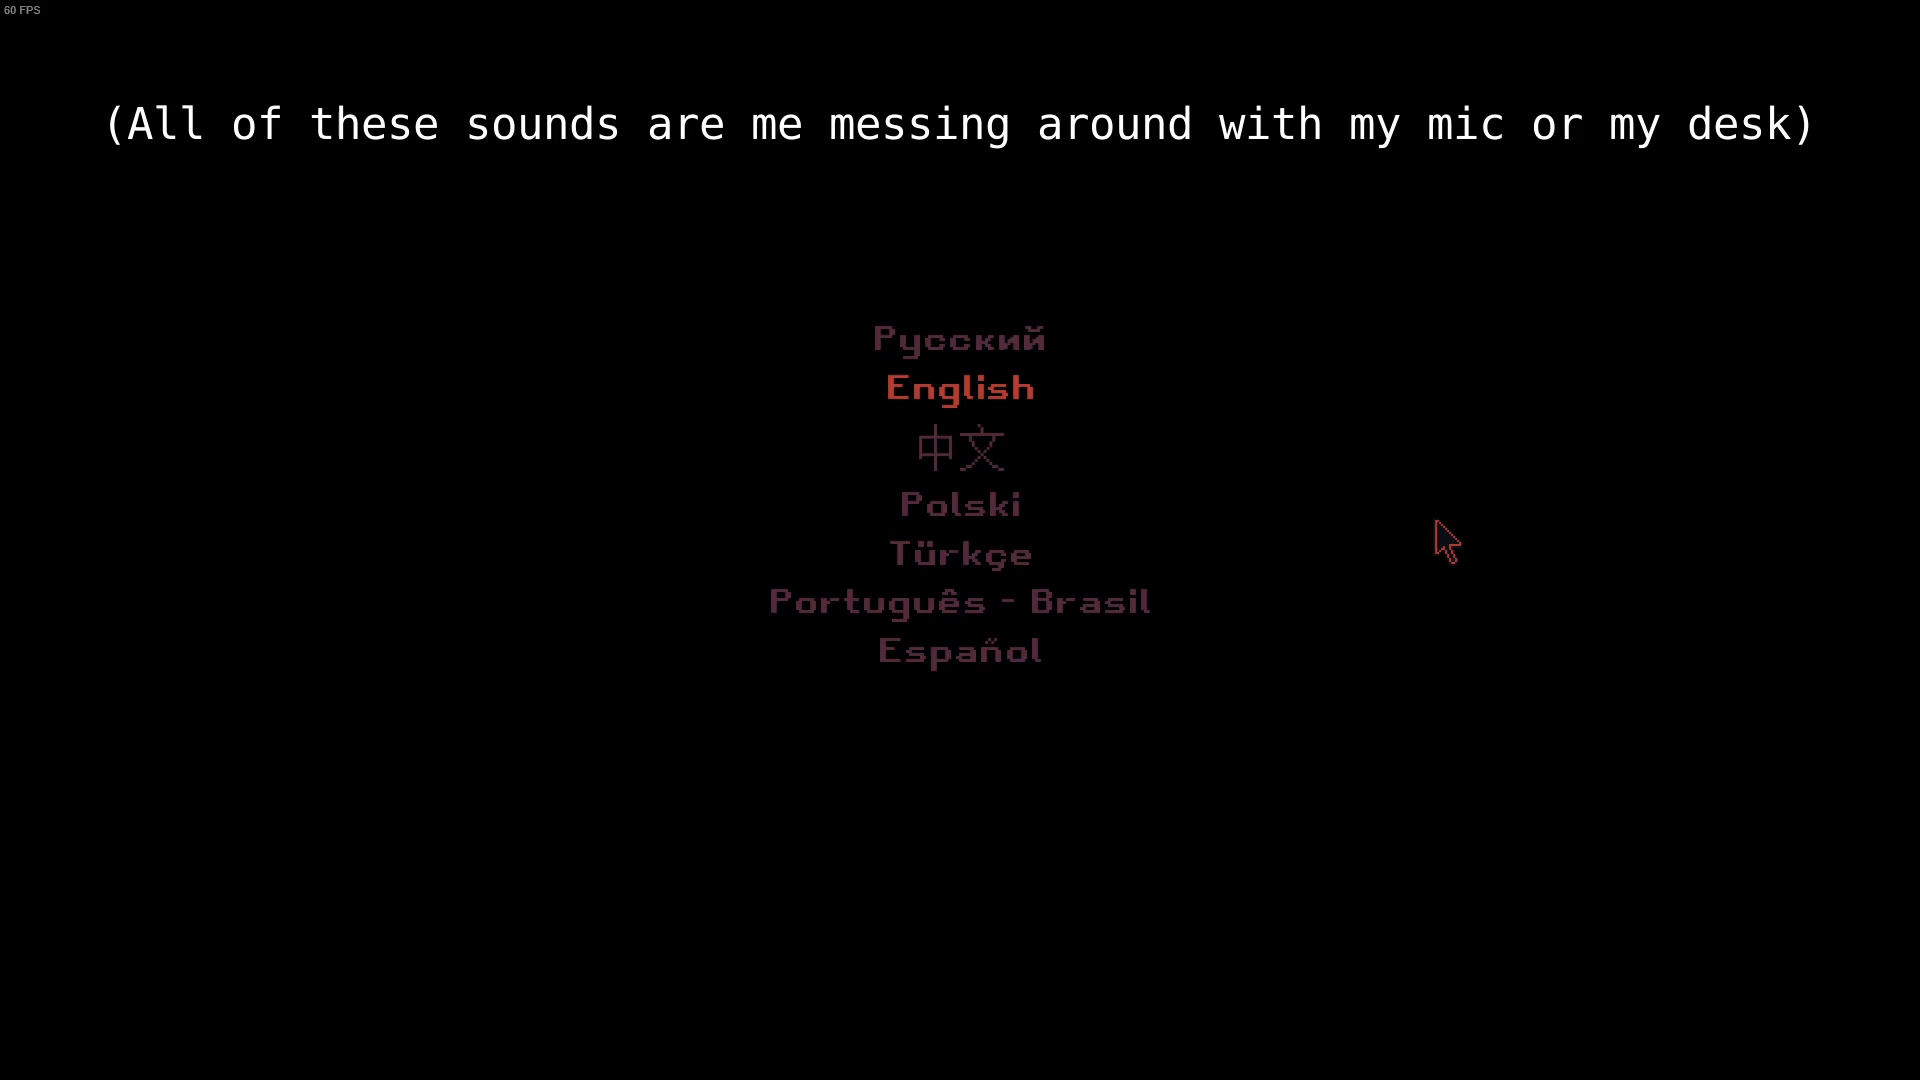 60 FPS
(All of these sounds are me messing around with my mic or my desk)
Русский
English
中文
Polski
Türkçe
Português - Brasil
Español